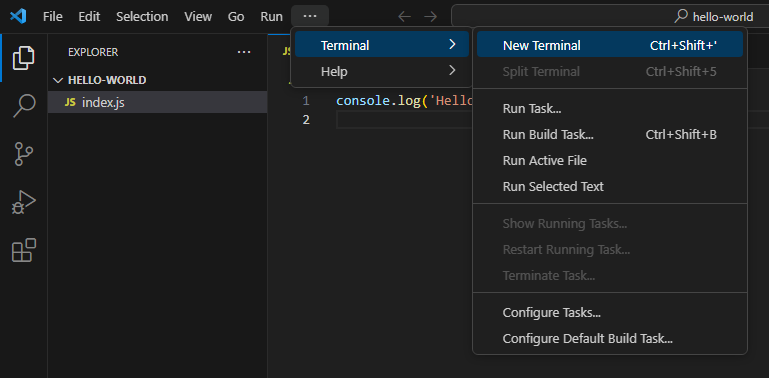 File Edit Selection View Go Run ··· hello-world
EXPLORER ···
HELLO-WORLD
JS index.js
JS
Terminal
Help
1 console.log('Hello
2
New Terminal Ctrl+Shift+'
Split Terminal Ctrl+Shift+5
Run Task...
Run Build Task... Ctrl+Shift+B
Run Active File
Run Selected Text
Show Running Tasks...
Restart Running Task...
Terminate Task...
Configure Tasks...
Configure Default Build Task...